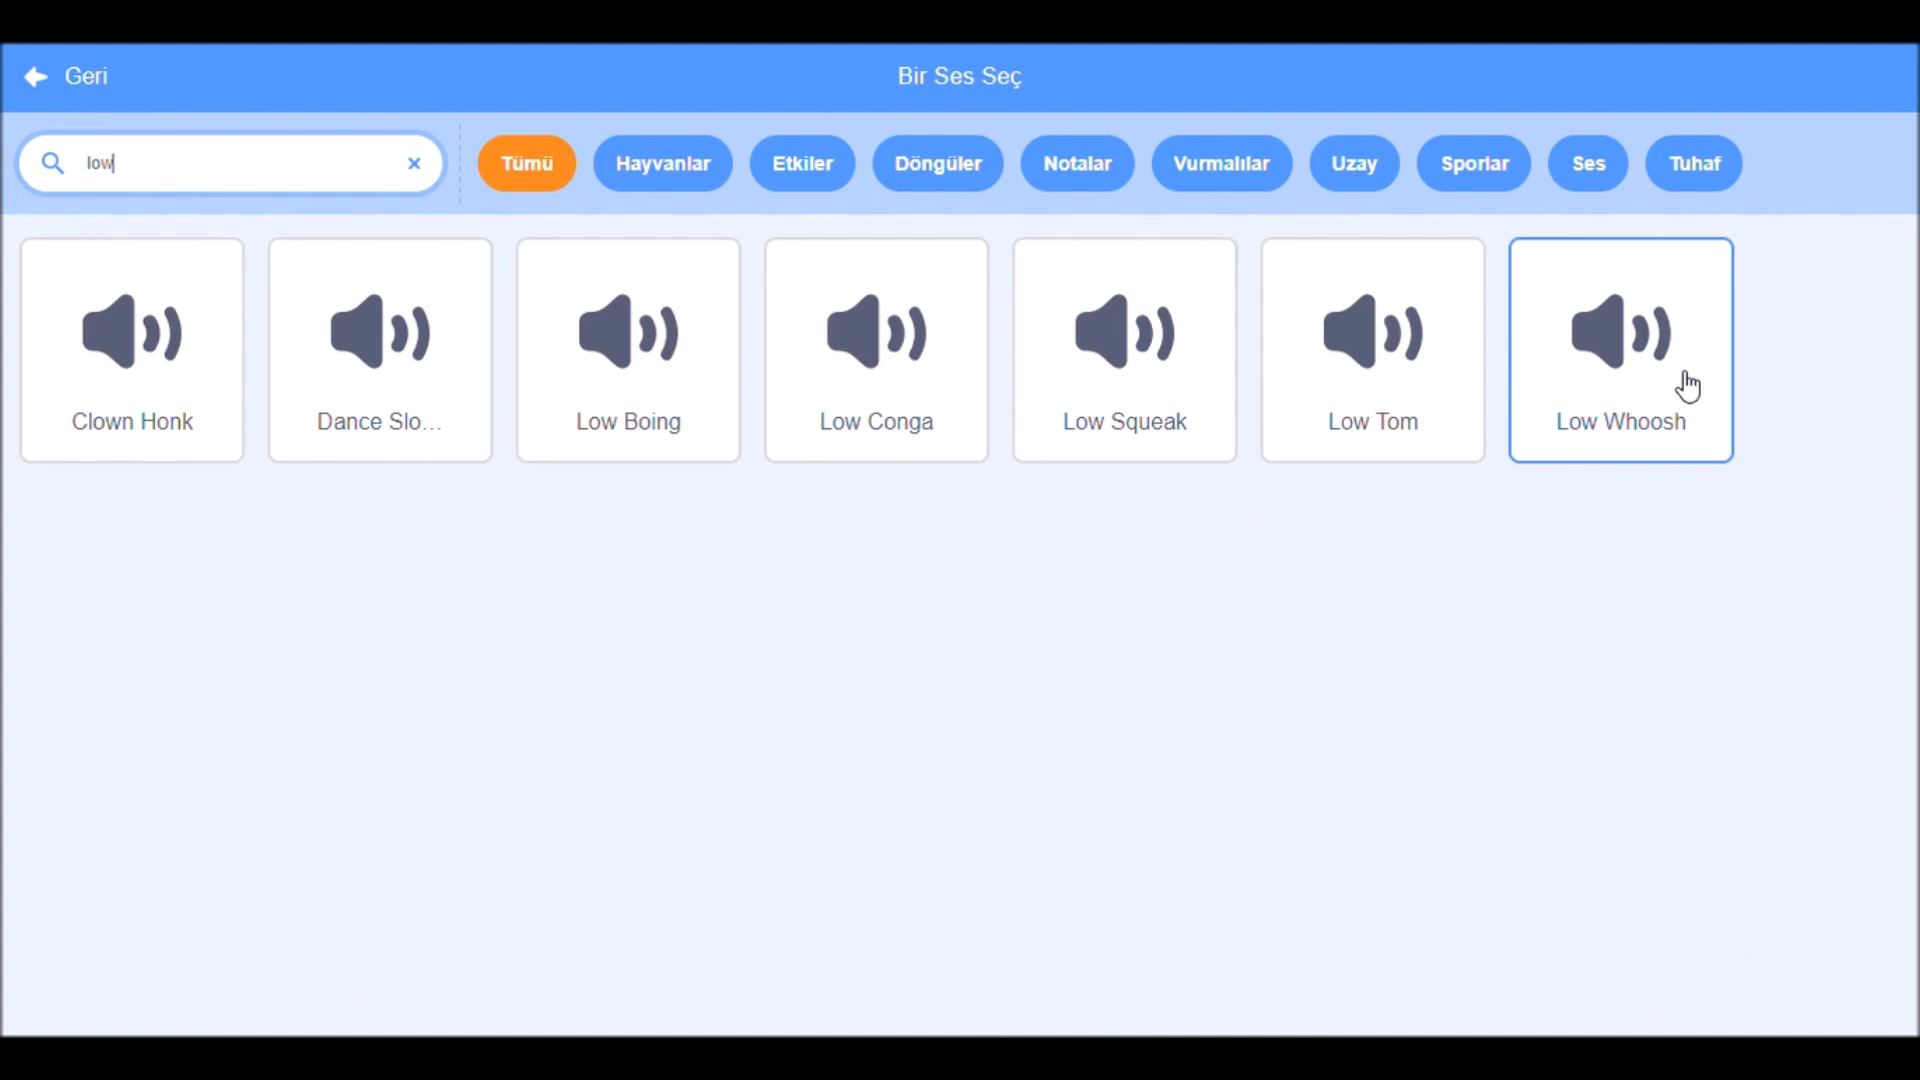 Geri
Bir Ses Seç
low
Tümü
Hayvanlar
Etkiler
Döngüler
Notalar
Vurmalılar
Uzay
Sporlar
Ses
Tuhaf
Clown Honk
Dance Slo...
Low Boing
Low Conga
Low Squeak
Low Tom
Low Whoosh